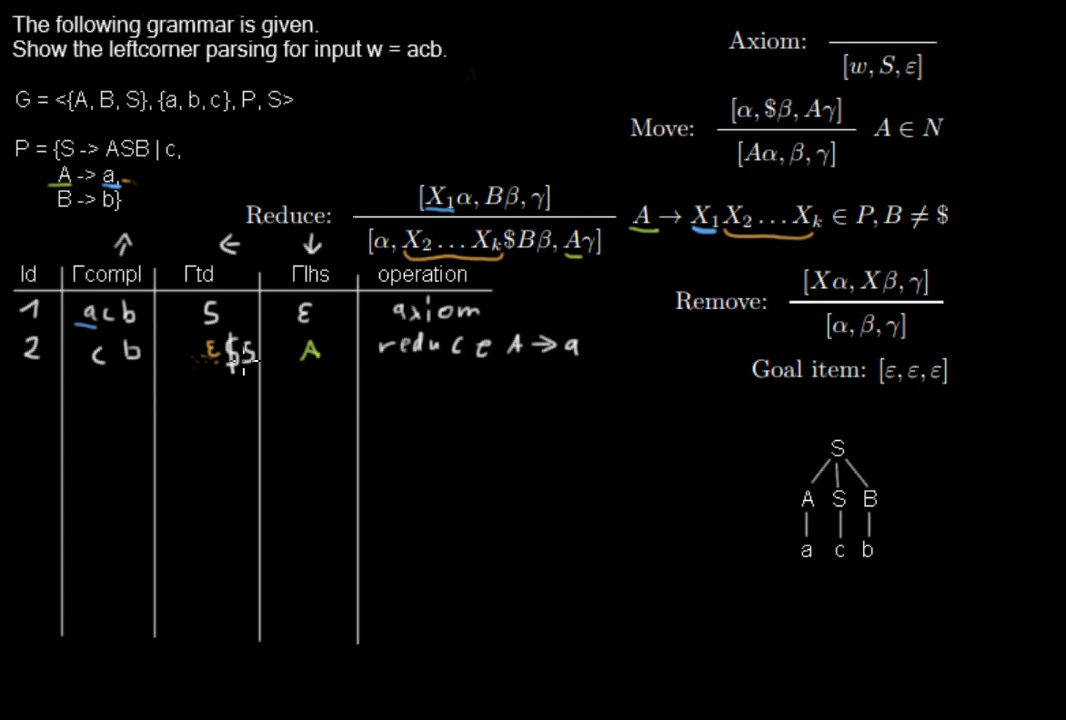 The following grammar is given.
Show the leftcorner parsing for input w = acb.
G = <{A, B, S}, {a, b, c}, P, S>
P = {S -> ASB | c,
A -> a,
B -> b}
Axiom: [w, S, ε]
Move: [α, $β, Aγ] A ∈ N
[Aα, β, γ]
Reduce: [X₁α, Bβ, γ] A → X₁X₂ … Xₖ ∈ P, B ≠ $
[α, X₂ … Xₖ$Bβ, Aγ]
Remove: [Xα, Xβ, γ]
[α, β, γ]
Goal item: [ε, ε, ε]
↑ ← ↓
Id Γcompl Γtd Γlhs operation
1 acb S ε axiom
2 cb ε$S A reduce A → a
S
A S B
a c b